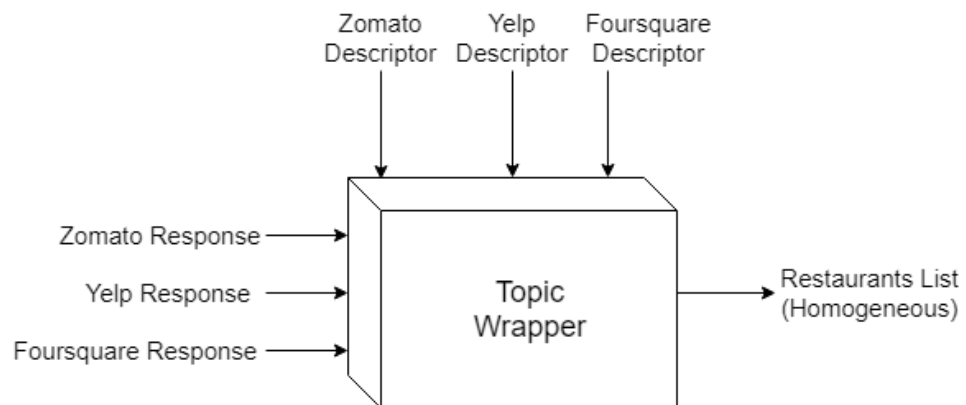 Zomato
Descriptor
Yelp
Descriptor
Foursquare
Descriptor
Zomato Response
Yelp Response
Foursquare Response
Topic
Wrapper
Restaurants List
(Homogeneous)